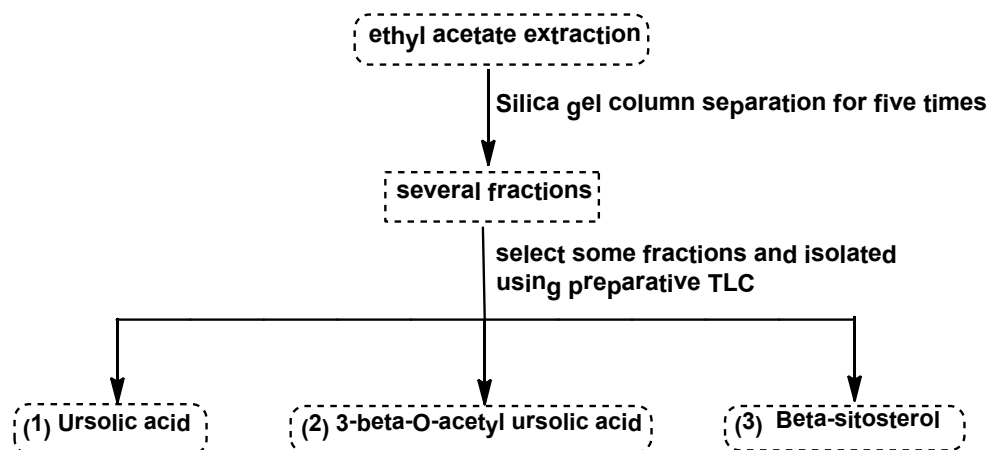 ethyl acetate extraction
Silica gel column separation for five times
several fractions
select some fractions and isolated
using preparative TLC
(1) Ursolic acid
(2) 3-beta-O-acetyl ursolic acid
(3) Beta-sitosterol